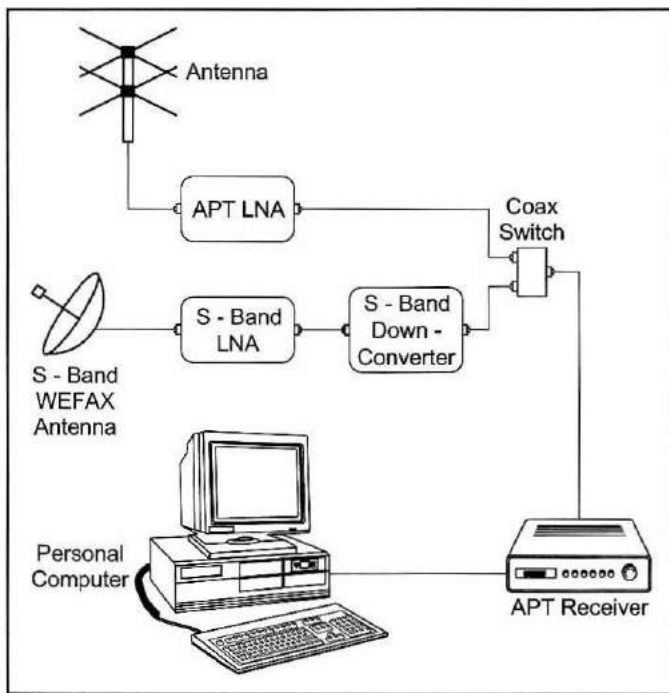 Antenna
APT LNA
Coax
Switch
S - Band
LNA
S - Band
Down -
Converter
S - Band
WEFAX
Antenna
Personal
Computer
APT Receiver